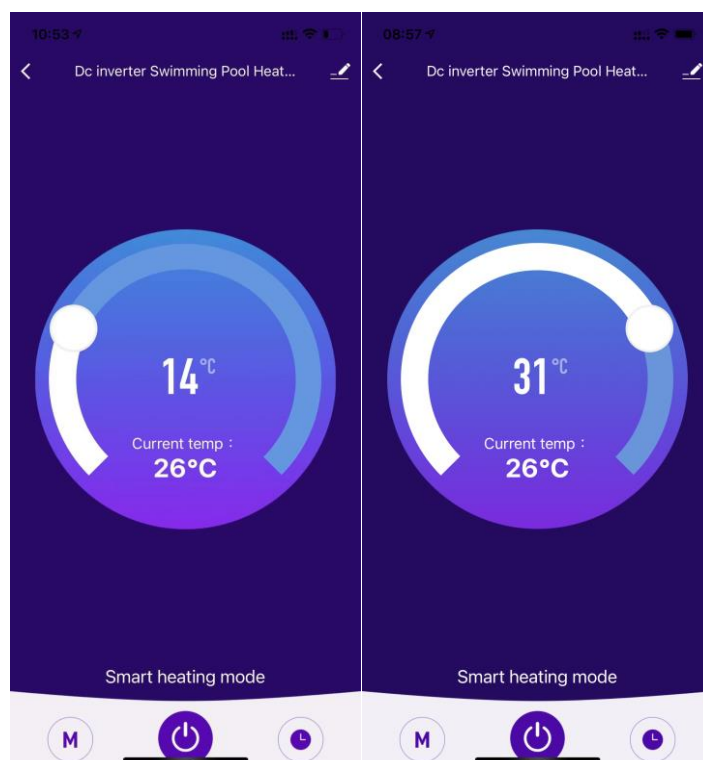 10:53
Dc inverter Swimming Pool Heat...
14°C
Current temp :
26°C
Smart heating mode
M
08:57
Dc inverter Swimming Pool Heat...
31°C
Current temp :
26°C
Smart heating mode
M